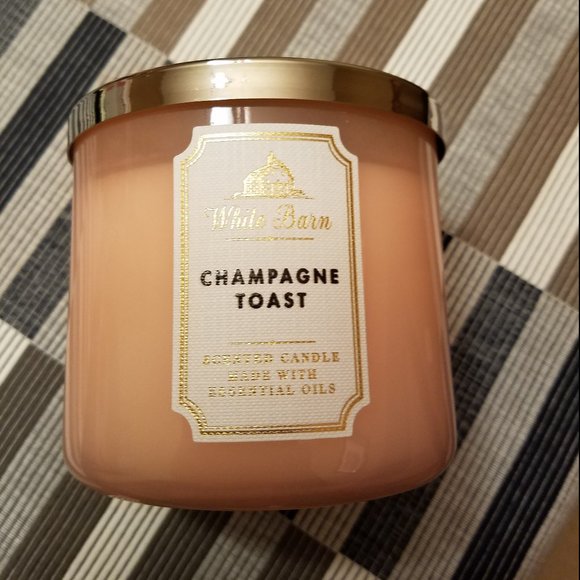 White Barn
CHAMPAGNE
TOAST
SCENTED CANDLE
MADE WITH
ESSENTIAL OILS